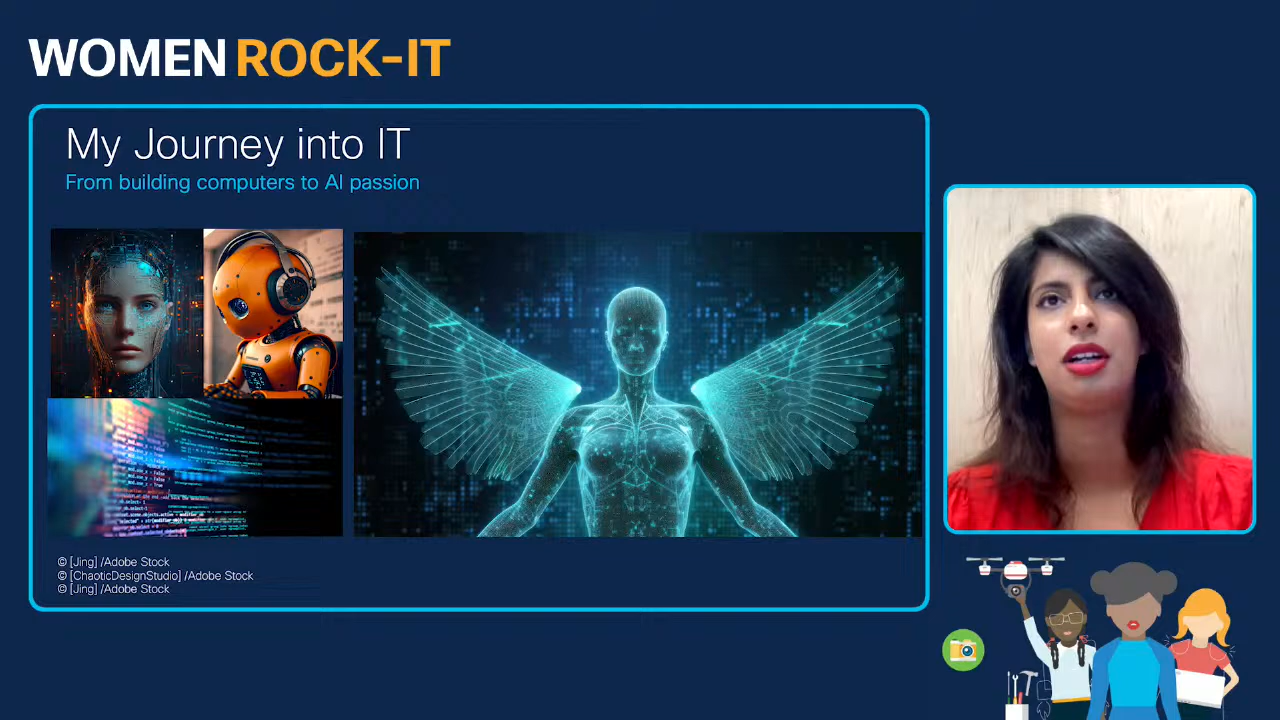 WOMEN ROCK-IT
My Journey into IT
From building computers to AI passion
© [Jing] /Adobe Stock
© [ChaoticDesignStudio] /Adobe Stock
© [Jing] /Adobe Stock